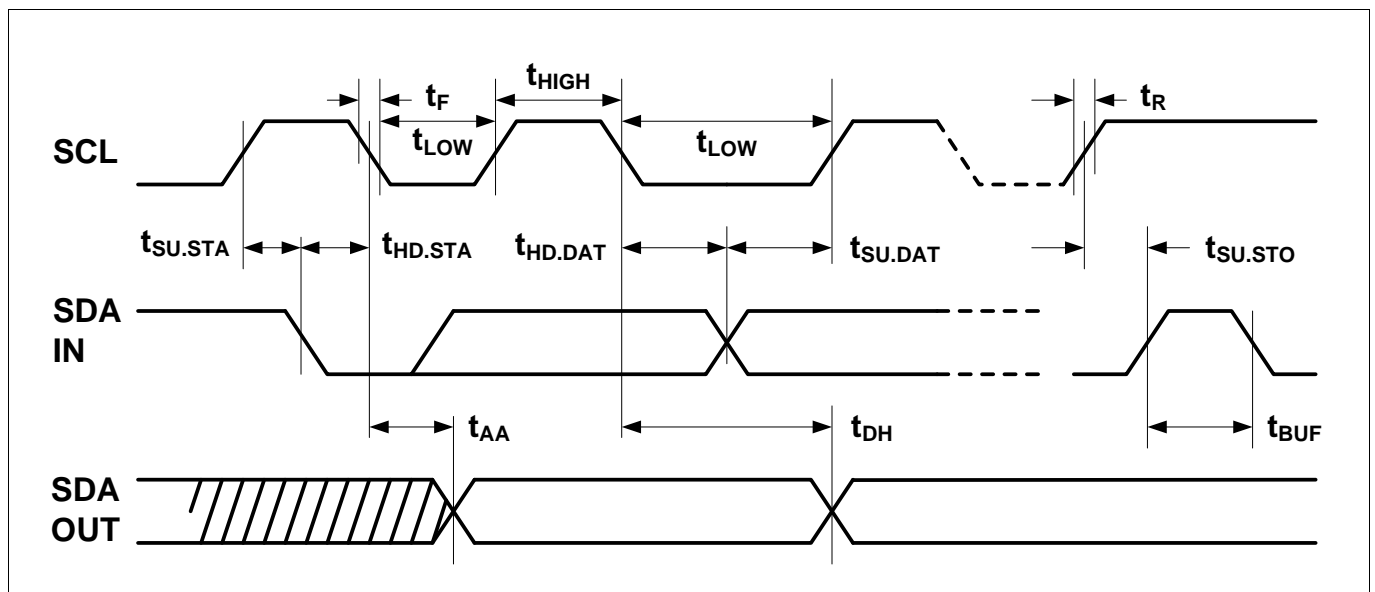 tHIGH
tF
tR
SCL
tLOW
tLOW
tSU.STA
tHD.STA
tHD.DAT
tSU.DAT
tSU.STO
SDA
IN
tAA
tDH
tBUF
SDA
OUT